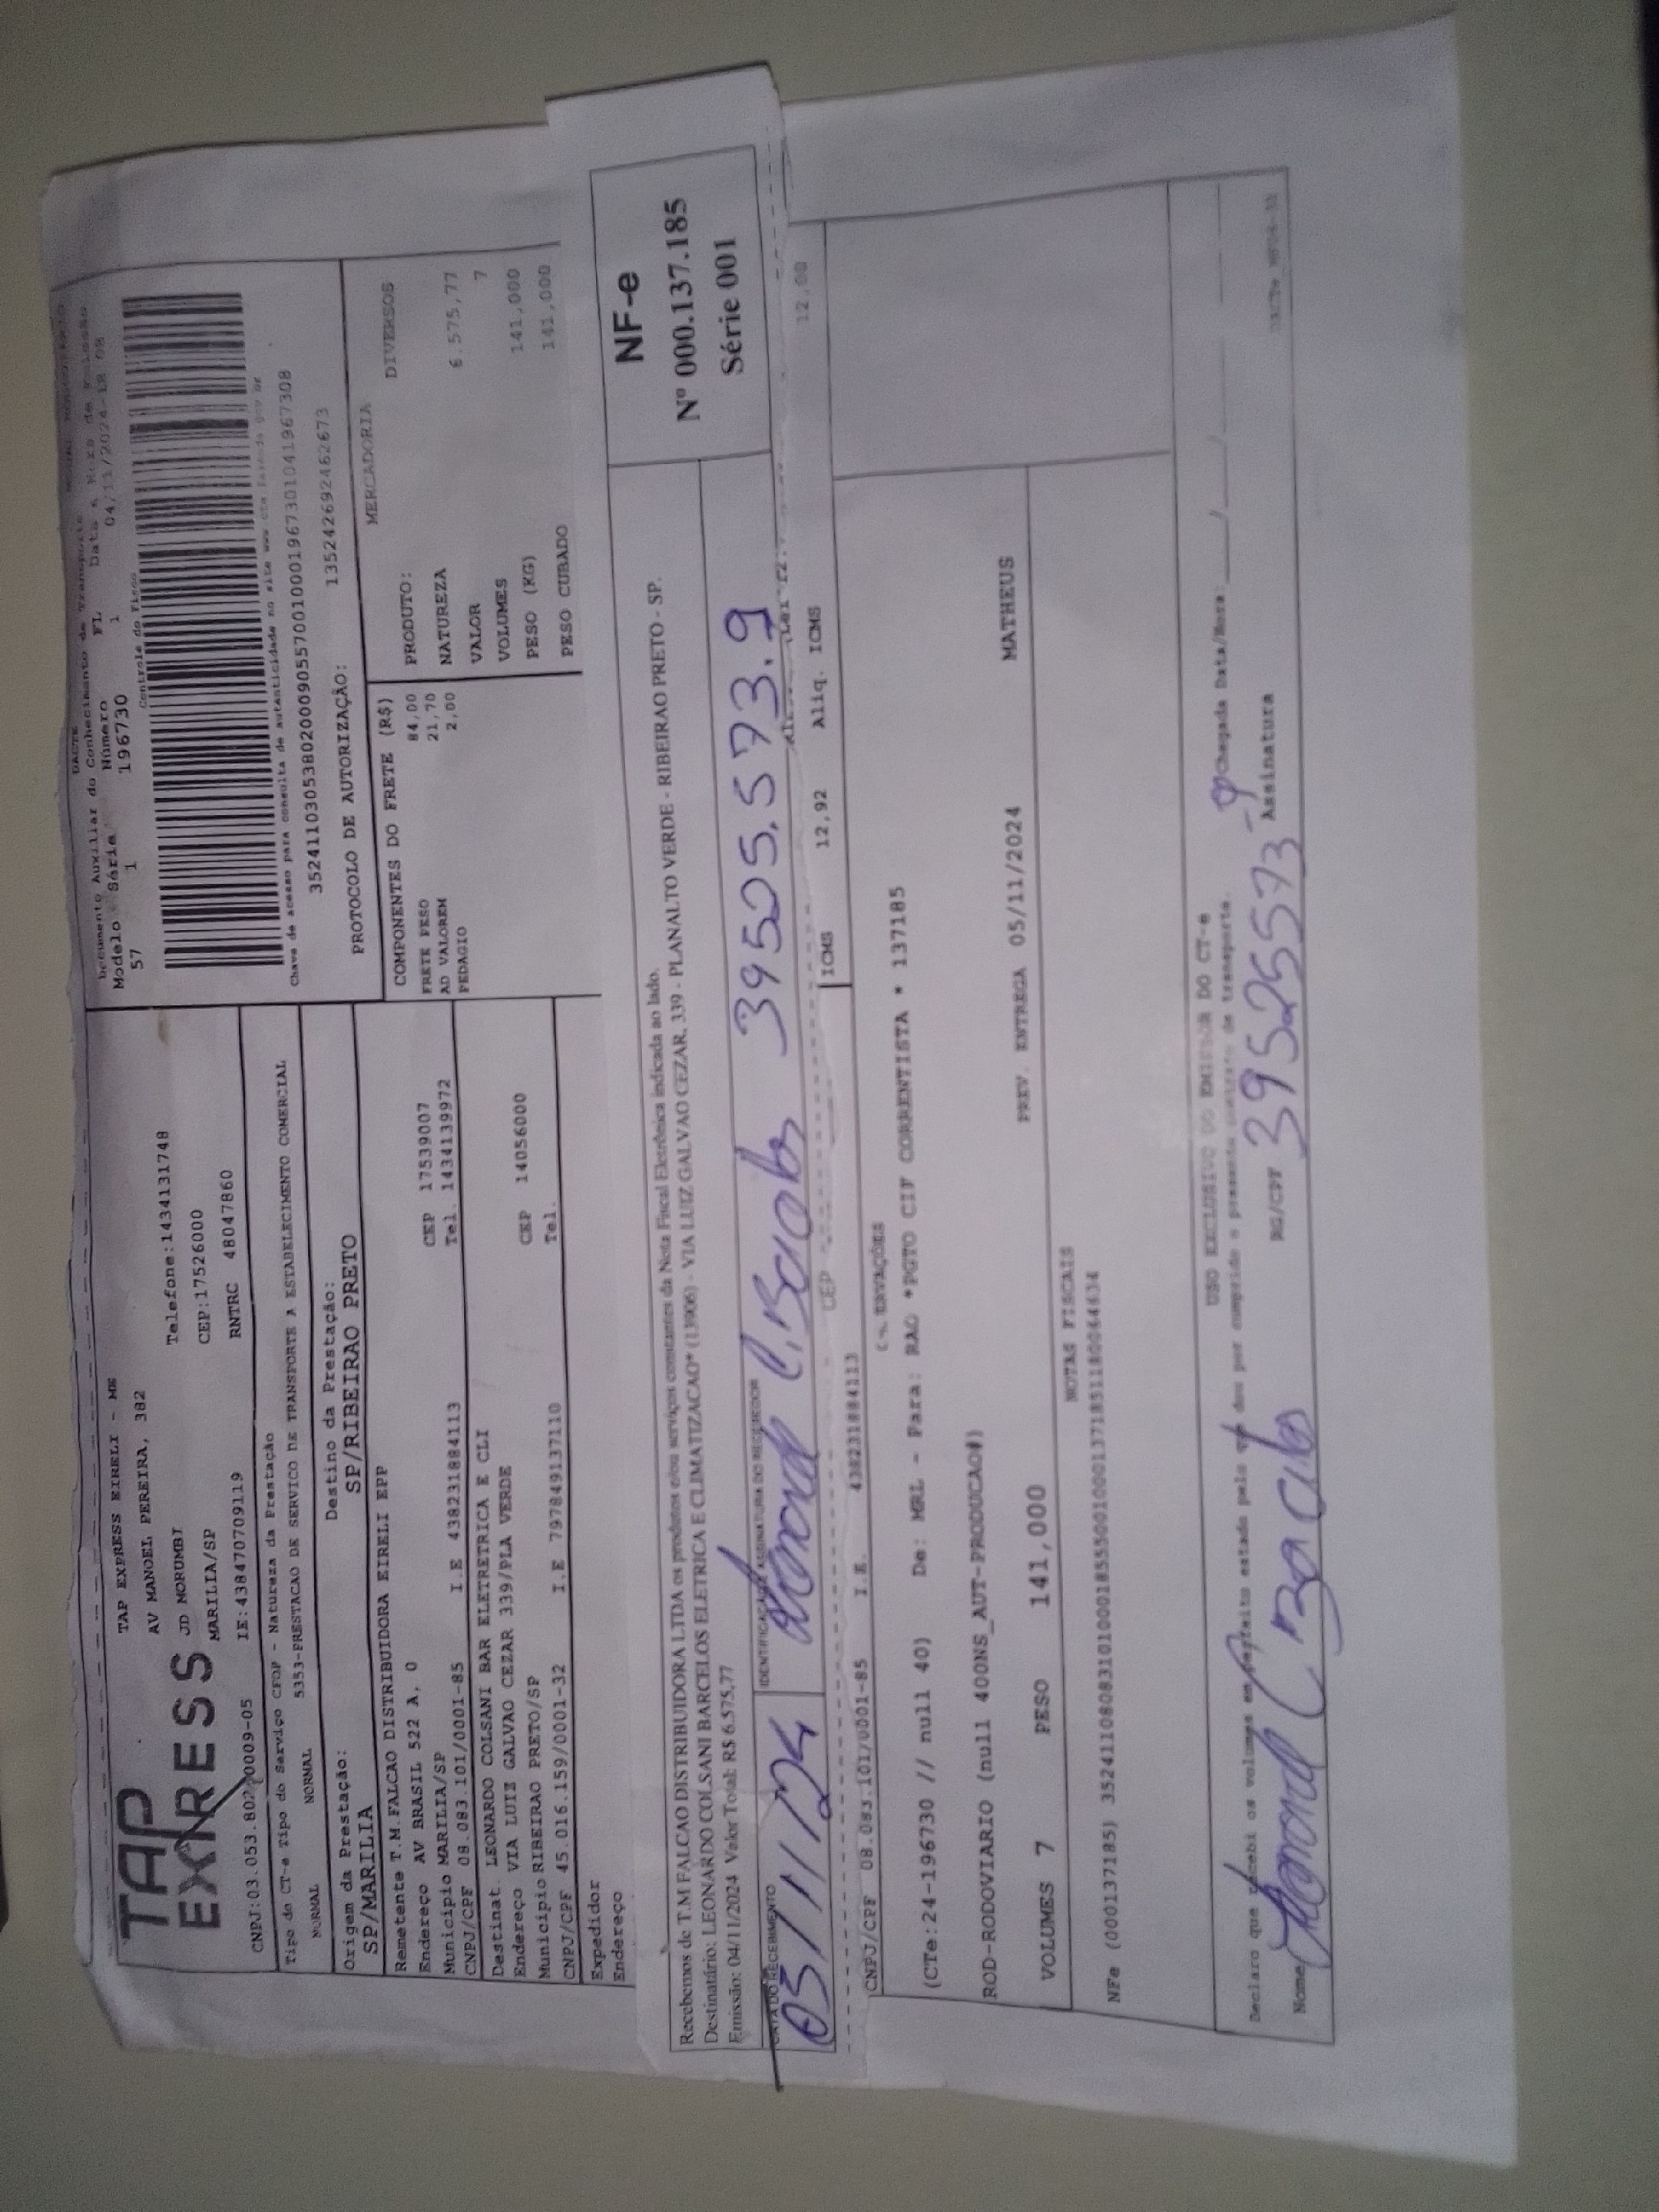 DACTE
Documento Auxiliar do Conhecimento de Transporte
Modelo Série Número FL Data e Hora de Emissão
57 1 196730 1 04/11/2024
Controle do Fisco
TAP
EXPRESS
TAP EXPRESS EIRELI - ME
AV MANOEL PEREIRA, 382
JD MORUMBI
Telefone:1434131748
MARILIA/SP
CEP:17526000
CNPJ:03.053.802/0009-05
IE:438470709119
RNTRC 48047860
Chave de acesso para consulta de autenticidade no site www cte fazenda gov br
35241103053802000905570010001967301041967308
PROTOCOLO DE AUTORIZAÇÃO:
135242692462673
Tipo do CT-e Tipo do Serviço CFOP - Natureza da Prestação
NORMAL NORMAL 5353-PRESTACAO DE SERVICO DE TRANSPORTE A ESTABELECIMENTO COMERCIAL
Origem da Prestação: Destino da Prestação:
SP/MARILIA SP/RIBEIRAO PRETO
Remetente T.M.FALCAO DISTRIBUIDORA EIRELI EPP
Endereço AV BRASIL 522 A, 0 CEP 17539007
Município MARILIA/SP Tel. 1434139972
CNPJ/CPF 08.083.101/0001-85 I.E 438231884113
Destinat. LEONARDO COLSANI BAR ELETRETRICA E CLI
Endereço VIA LUIZ GALVAO CEZAR 339/PLA VERDE CEP 14056000
Município RIBEIRAO PRETO/SP Tel.
CNPJ/CPF 45.016.159/0001-32 I.E 797849137110
Expedidor
Endereço
COMPONENTES DO FRETE (R$)
FRETE PESO 84,00
AD VALOREM 21,70
PEDAGIO 2,00
MERCADORIA
PRODUTO: DIVERSOS
NATUREZA
VALOR 6.575,77
VOLUMES 7
PESO (KG) 141,000
PESO CUBADO 141,000
Recebemos de T.M FALCAO DISTRIBUIDORA LTDA os produtos e/ou serviços constantes da Nota Fiscal Eletrônica indicada ao lado.
Destinatário: LEONARDO COLSANI BARCELOS ELETRICA E CLIMATIZACAO* (13906) - VIA LUIZ GALVAO CEZAR, 339 - PLANALTO VERDE - RIBEIRAO PRETO - SP.
Emissão: 04/11/2024 Valor Total: R$ 6.575,77
NF-e
Nº 000.137.185
Série 001
DATA DO RECEBIMENTO
IDENTIFICAÇÃO E ASSINATURA DO RECEBEDOR
05/11/24
39505.573.9
CEP
CNPJ/CPF 08.083.101/0001-85 I.E. 438231884113
ICMS 12,92 Aliq. ICMS 12,00
(CTe:24-196730 // null 40) De: MRL - Para: RAO *PGTO CIF CORRENTISTA * 137185
ROD-RODOVIARIO (null 400NS_AUT-PRODUCAO#)
VOLUMES 7 PESO 141,000 PREV. ENTREGA 05/11/2024 MATHEUS
NOTAS FISCAIS
USO EXCLUSIVO DO EMISSOR DO CT-e
Declaro que recebi os volumes em perfeito estado pelo que dou por cumprido o presente contrato de transporte.
Chegada Data/Hora: / /
Nome
RG/CPF
Assinatura